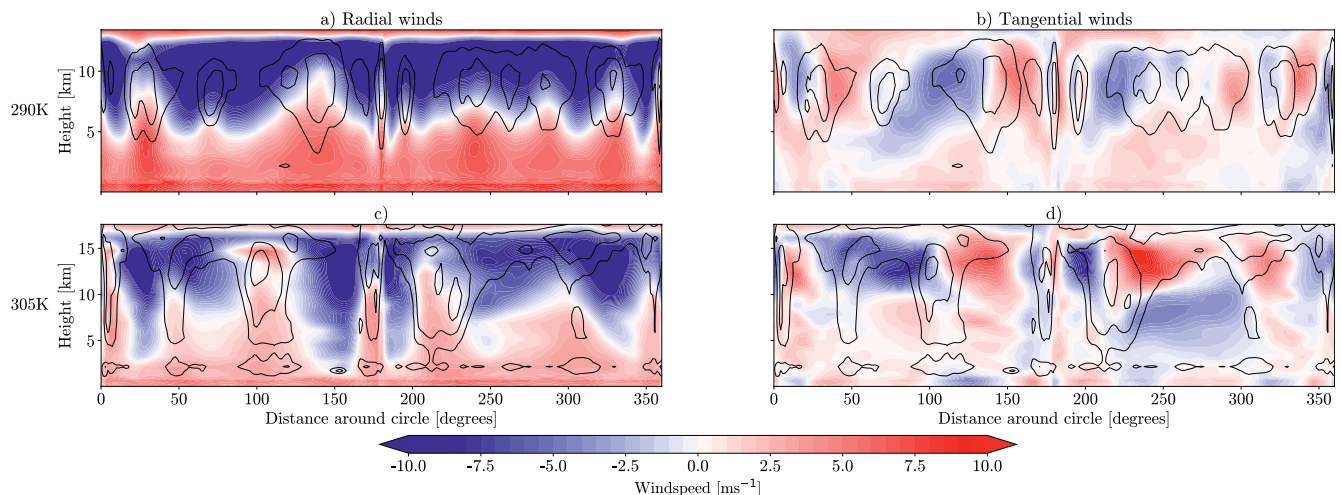 a) Radial winds
b) Tangential winds
290K
Height [km]
10
5
c)
d)
305K
Height [km]
15
10
5
0 50 100 150 200 250 300 350
0 50 100 150 200 250 300 350
Distance around circle [degrees]
Distance around circle [degrees]
-10.0 -7.5 -5.0 -2.5 0.0 2.5 5.0 7.5 10.0
Windspeed [ms⁻¹]